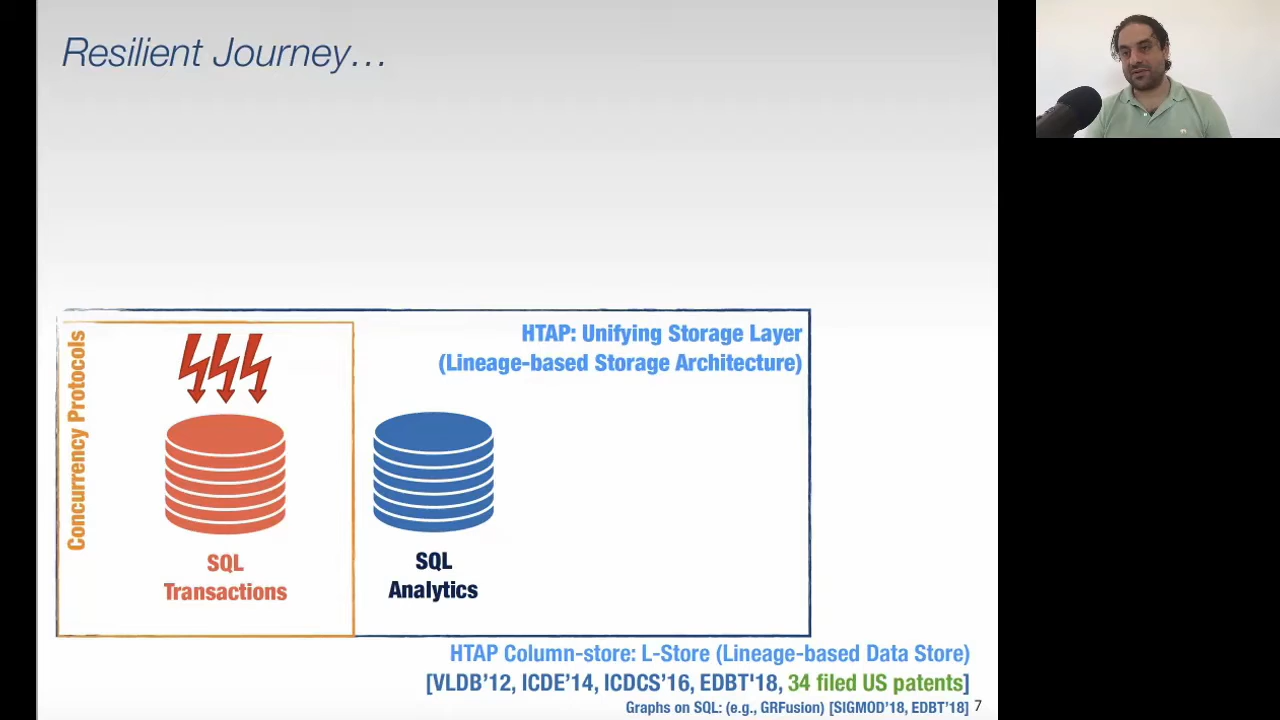 Resilient Journey…
HTAP: Unifying Storage Layer
(Lineage-based Storage Architecture)
Concurrency Protocols
SQL
Transactions
SQL
Analytics
HTAP Column-store: L-Store (Lineage-based Data Store)
[VLDB’12, ICDE’14, ICDCS’16, EDBT'18, 34 filed US patents]
Graphs on SQL: (e.g., GRFusion) [SIGMOD’18, EDBT’18]
7